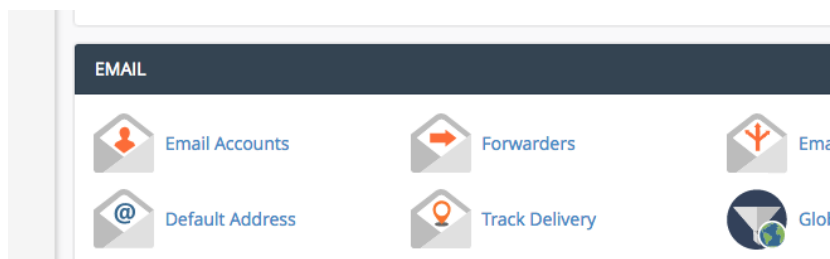 EMAIL
Email Accounts
Forwarders
Default Address
@
Track Delivery